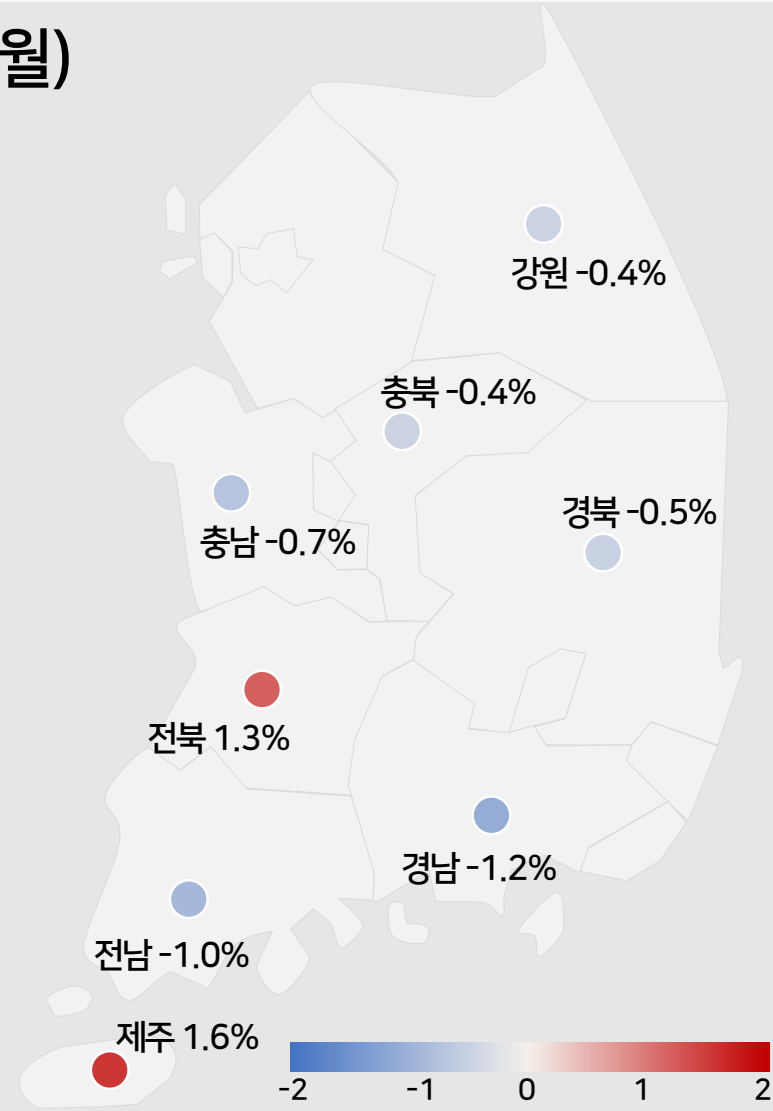 월)
강원 -0.4%
충북 -0.4%
경북 -0.5%
충남 -0.7%
전북 1.3%
경남 -1.2%
전남 -1.0%
제주 1.6%
-2 -1 0 1 2